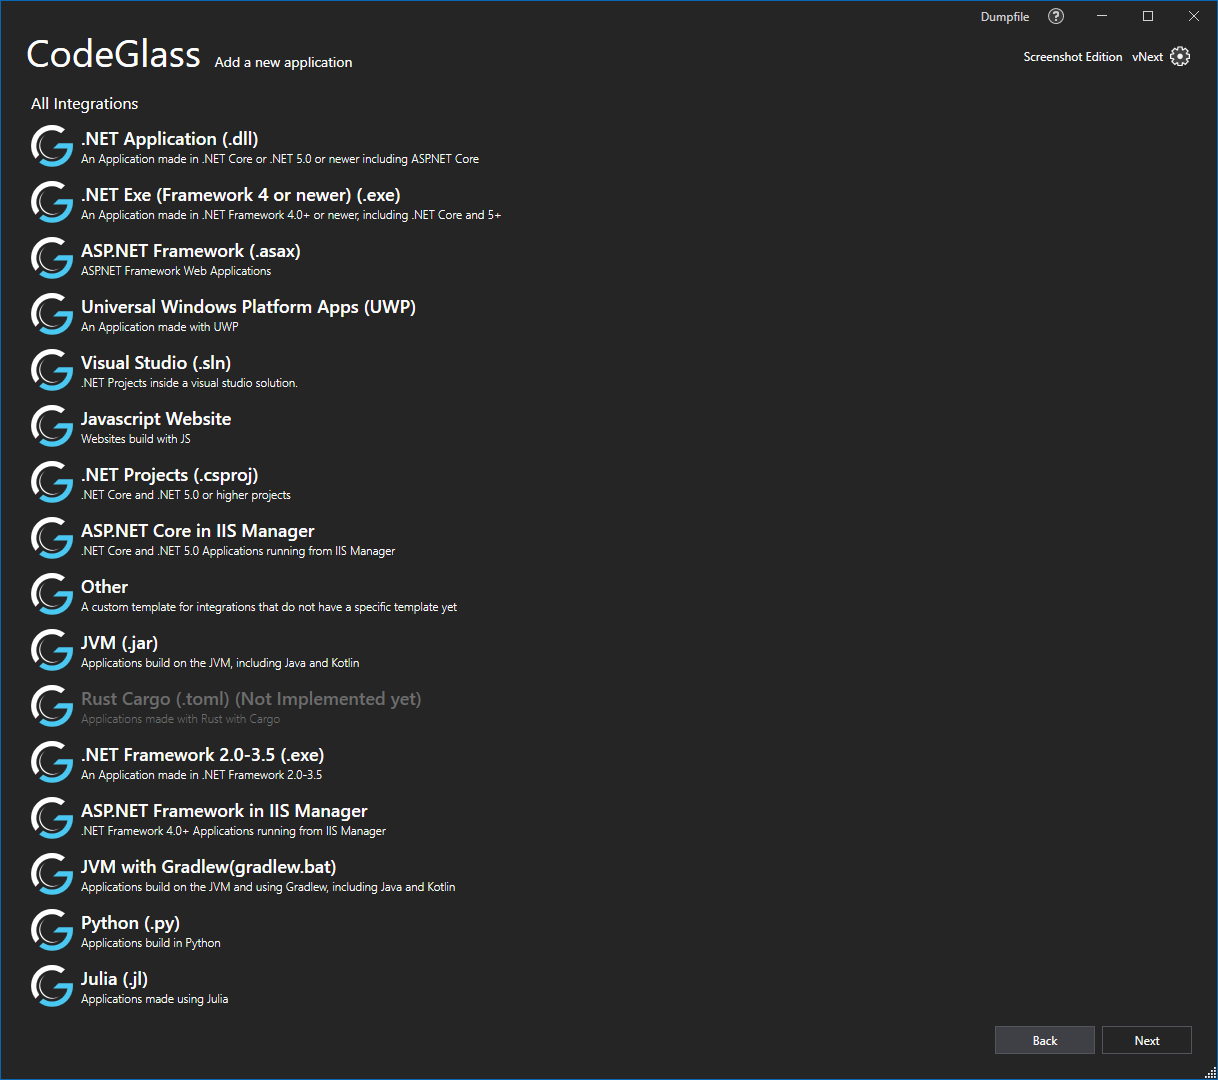 Dumpfile
CodeGlass Add a new application
Screenshot Edition vNext
All Integrations
.NET Application (.dll)
An Application made in .NET Core or .NET 5.0 or newer including ASP.NET Core
.NET Exe (Framework 4 or newer) (.exe)
An Application made in .NET Framework 4.0+ or newer, including .NET Core and 5+
ASP.NET Framework (.asax)
ASP.NET Framework Web Applications
Universal Windows Platform Apps (UWP)
An Application made with UWP
Visual Studio (.sln)
.NET Projects inside a visual studio solution.
Javascript Website
Websites build with JS
.NET Projects (.csproj)
.NET Core and .NET 5.0 or higher projects
ASP.NET Core in IIS Manager
.NET Core and .NET 5.0 Applications running from IIS Manager
Other
A custom template for integrations that do not have a specific template yet
JVM (.jar)
Applications build on the JVM, including Java and Kotlin
Rust Cargo (.toml) (Not Implemented yet)
Applications made with Rust with Cargo
.NET Framework 2.0-3.5 (.exe)
An Application made in .NET Framework 2.0-3.5
ASP.NET Framework in IIS Manager
.NET Framework 4.0+ Applications running from IIS Manager
JVM with Gradlew(gradlew.bat)
Applications build on the JVM and using Gradlew, including Java and Kotlin
Python (.py)
Applications build in Python
Julia (.jl)
Applications made using Julia
Back
Next